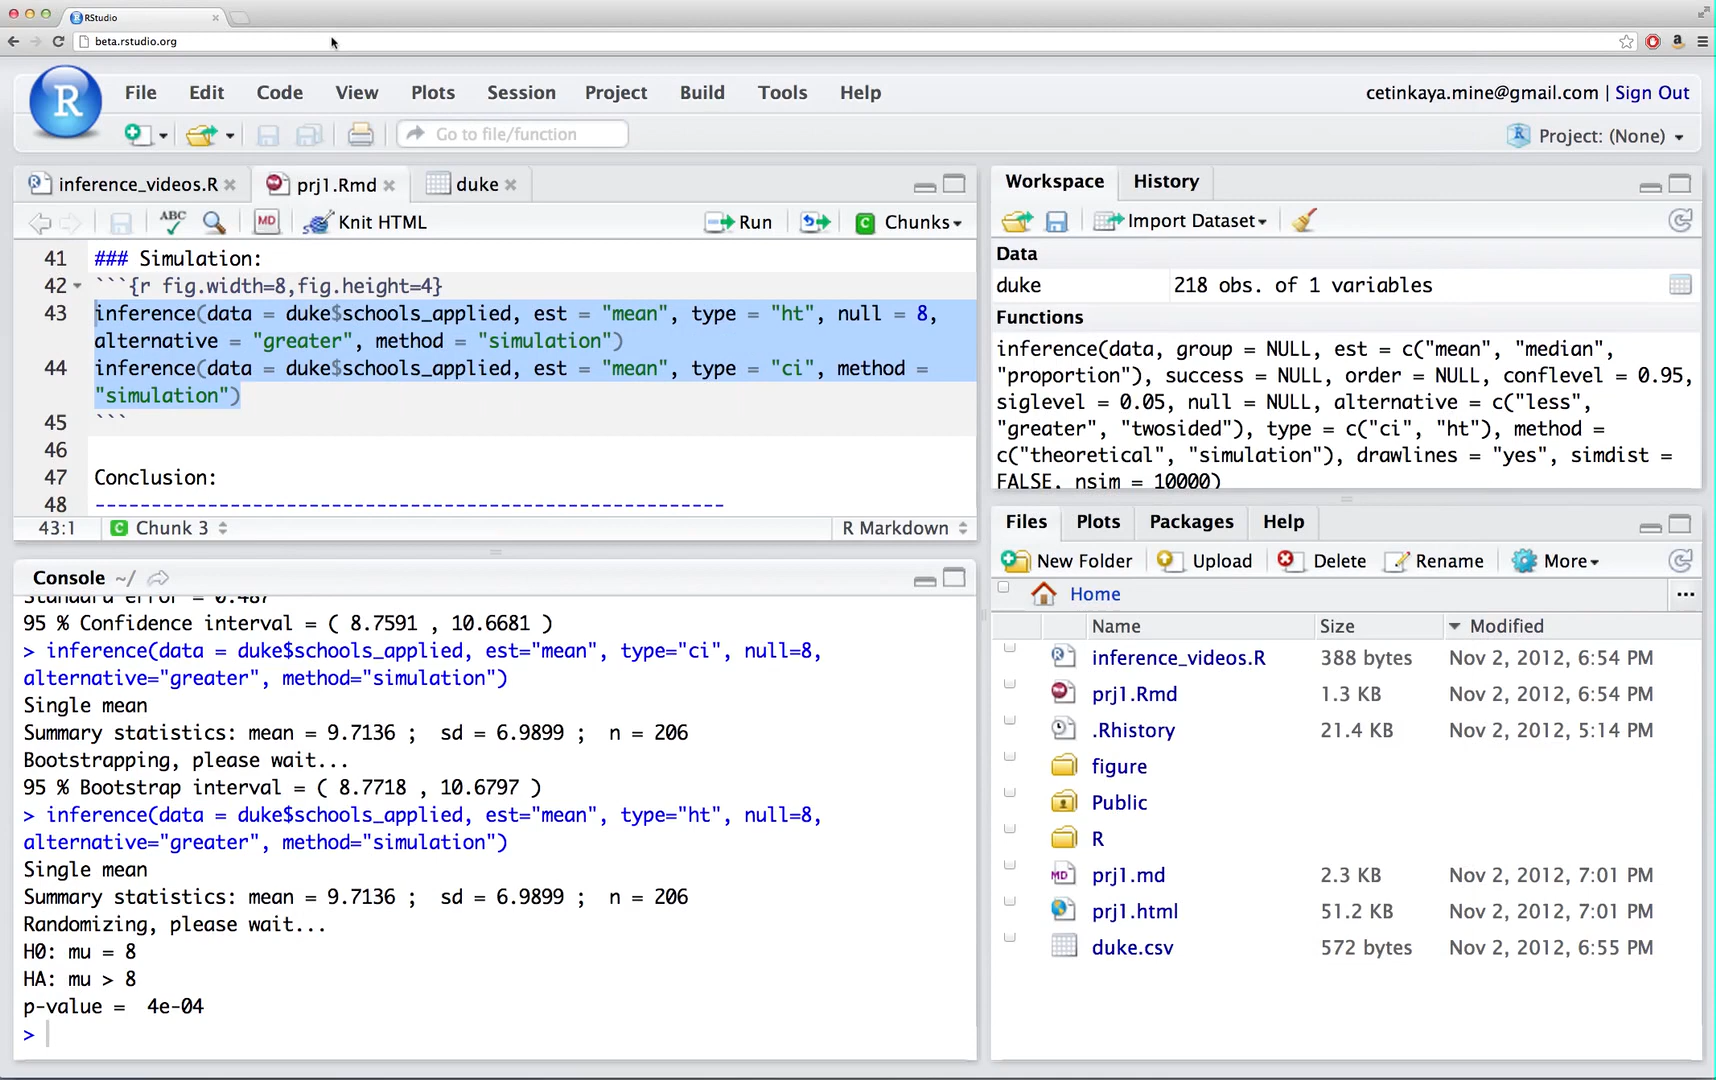 RStudio
beta.rstudio.org
File Edit Code View Plots Session Project Build Tools Help
cetinkaya.mine@gmail.com | Sign Out
Go to file/function
Project: (None)
inference_videos.R prj1.Rmd duke
ABC MD Knit HTML Run Chunks
41 ### Simulation:
42 ```{r fig.width=8,fig.height=4}
43 inference(data = duke$schools_applied, est = "mean", type = "ht", null = 8,
alternative = "greater", method = "simulation")
44 inference(data = duke$schools_applied, est = "mean", type = "ci", method =
"simulation")
45 ```
46
47 Conclusion:
48 ----------------------------------------------------
43:1 C Chunk 3 R Markdown
Console ~/
Standard error = 0.487
95 % Confidence interval = ( 8.7591 , 10.6681 )
> inference(data = duke$schools_applied, est="mean", type="ci", null=8,
alternative="greater", method="simulation")
Single mean
Summary statistics: mean = 9.7136 ; sd = 6.9899 ; n = 206
Bootstrapping, please wait...
95 % Bootstrap interval = ( 8.7718 , 10.6797 )
> inference(data = duke$schools_applied, est="mean", type="ht", null=8,
alternative="greater", method="simulation")
Single mean
Summary statistics: mean = 9.7136 ; sd = 6.9899 ; n = 206
Randomizing, please wait...
H0: mu = 8
HA: mu > 8
p-value = 4e-04
>
Workspace History
Import Dataset
Data
duke 218 obs. of 1 variables
Functions
inference(data, group = NULL, est = c("mean", "median",
"proportion"), success = NULL, order = NULL, conflevel = 0.95,
siglevel = 0.05, null = NULL, alternative = c("less",
"greater", "twosided"), type = c("ci", "ht"), method =
c("theoretical", "simulation"), drawlines = "yes", simdist =
FALSE, nsim = 10000)
Files Plots Packages Help
New Folder Upload Delete Rename More
Home ...
Name Size Modified
inference_videos.R 388 bytes Nov 2, 2012, 6:54 PM
prj1.Rmd 1.3 KB Nov 2, 2012, 6:54 PM
.Rhistory 21.4 KB Nov 2, 2012, 5:14 PM
figure
Public
R
prj1.md 2.3 KB Nov 2, 2012, 7:01 PM
prj1.html 51.2 KB Nov 2, 2012, 7:01 PM
duke.csv 572 bytes Nov 2, 2012, 6:55 PM